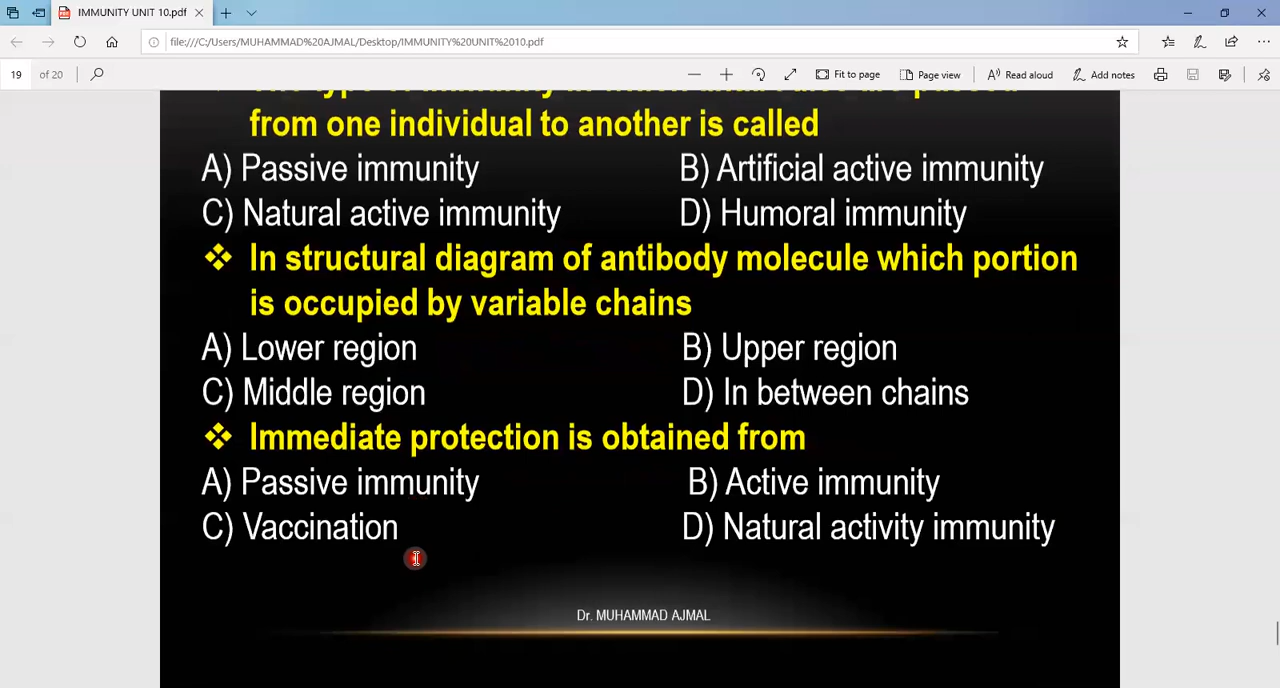 IMMUNITY UNIT 10.pdf
file:///C:/Users/MUHAMMAD%20AJMAL/Desktop/IMMUNITY%20UNIT%2010.pdf
19 of 20 Fit to page Page view Read aloud Add notes
from one individual to another is called
A) Passive immunity B) Artificial active immunity
C) Natural active immunity D) Humoral immunity
❖ In structural diagram of antibody molecule which portion
is occupied by variable chains
A) Lower region B) Upper region
C) Middle region D) In between chains
❖ Immediate protection is obtained from
A) Passive immunity B) Active immunity
C) Vaccination D) Natural activity immunity
Dr. MUHAMMAD AJMAL